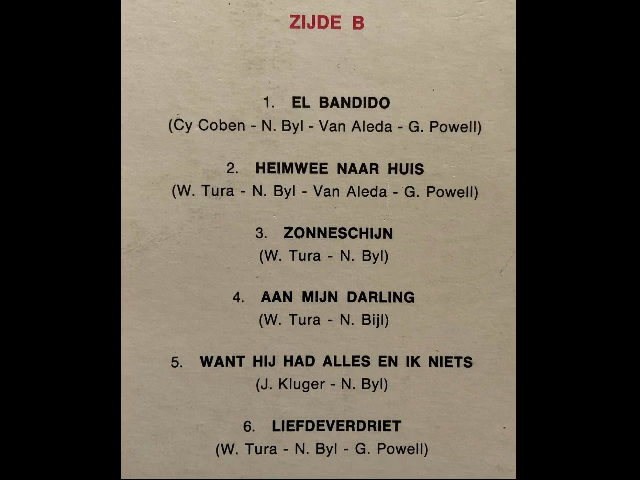 ZIJDE B
1. EL BANDIDO
(Cy Coben - N. Byl - Van Aleda - G. Powell)
2. HEIMWEE NAAR HUIS
(W. Tura - N. Byl - Van Aleda - G. Powell)
3. ZONNESCHIJN
(W. Tura - N. Byl)
4. AAN MIJN DARLING
(W. Tura - N. Bijl)
5. WANT HIJ HAD ALLES EN IK NIETS
(J. Kluger - N. Byl)
6. LIEFDEVERDRIET
(W. Tura - N. Byl - G. Powell)